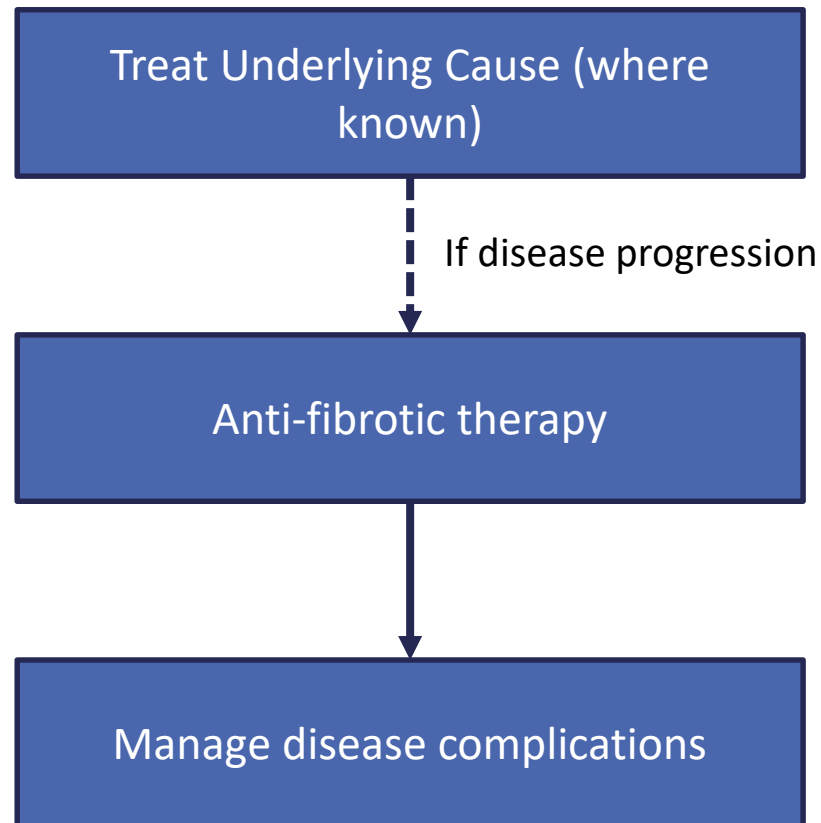 Treat Underlying Cause (where
known)
If disease progression
Anti-fibrotic therapy
Manage disease complications